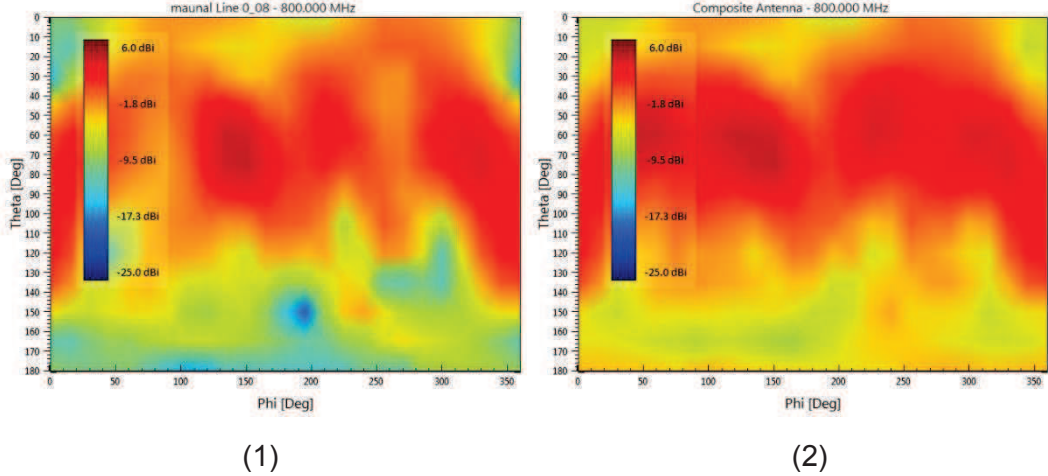 maunal Line 0_08 - 800.000 MHz
0
10
20
30
40
50
60
70
80
90
100
110
120
130
140
150
160
170
180
Theta [Deg]
6.0 dBi
-1.8 dBi
-9.5 dBi
-17.3 dBi
-25.0 dBi
0 50 100 150 200 250 300 350
Phi [Deg]
(1)
Composite Antenna - 800.000 MHz
0
10
20
30
40
50
60
70
80
90
100
110
120
130
140
150
160
170
180
Theta [Deg]
6.0 dBi
-1.8 dBi
-9.5 dBi
-17.3 dBi
-25.0 dBi
0 50 100 150 200 250 300 350
Phi [Deg]
(2)